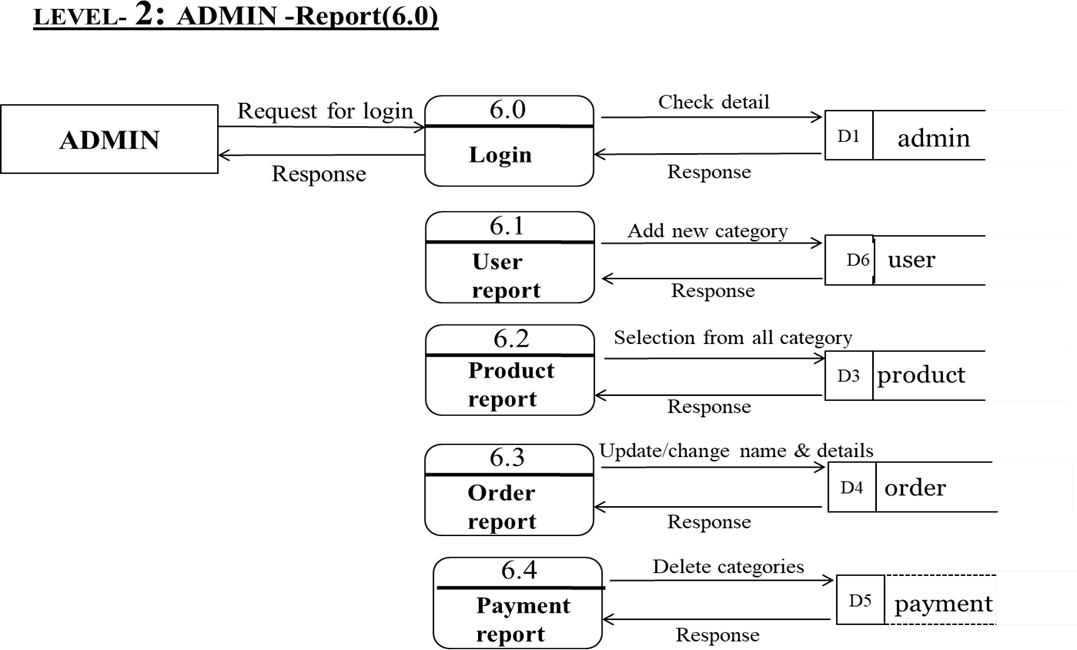 LEVEL- 2: ADMIN -Report(6.0)
ADMIN
Request for login
Response
6.0
Login
Check detail
Response
D1
admin
6.1
User
report
Add new category
Response
D6
user
6.2
Product
report
Selection from all category
Response
D3
product
6.3
Order
report
Update/change name & details
Response
D4
order
6.4
Payment
report
Delete categories
Response
D5
payment